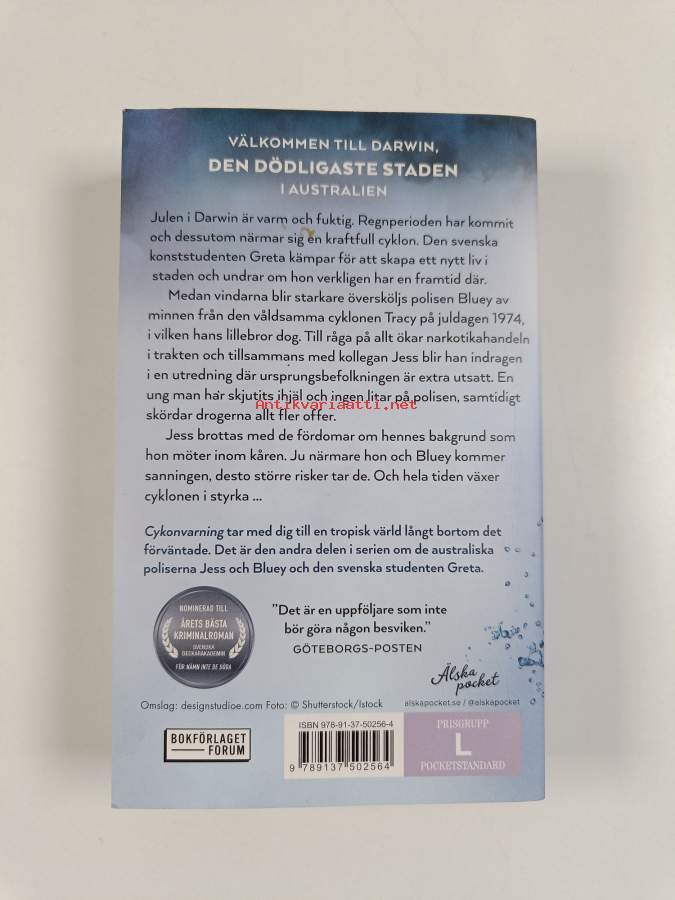 VÄLKOMMEN TILL DARWIN,
DEN DÖDLIGASTE STADEN
I AUSTRALIEN
Julen i Darwin är varm och fuktig. Regnperioden har kommit
och dessutom närmar sig en kraftfull cyklon. Den svenska
konststudenten Greta kämpar för att skapa ett nytt liv i
staden och undrar om hon verkligen har en framtid där.
Medan vindarna blir starkare översköljs polisen Bluey av
minnen från den våldsamma cyklonen Tracy på juldagen 1974,
i vilken hans lillebror dog. Till råga på allt ökar narkotikahandeln
i trakten och tillsammans med kollegan Jess blir han indragen
i en utredning där ursprungsbefolkningen är extra utsatt. En
ung man har skjutits ihjäl och ingen litar på polisen, samtidigt
Antikvariaatti.net
skördar drogerna allt fler offer.
Jess brottas med de fördomar om hennes bakgrund som
hon möter inom kåren. Ju närmare hon och Bluey kommer
sanningen, desto större risker tar de. Och hela tiden växer
cyklonen i styrka ...
Cykonvarning tar med dig till en tropisk värld långt bortom det
förväntade. Det är den andra delen i serien om de australiska
poliserna Jess och Bluey och den svenska studenten Greta.
NOMINERAD TILL
ÅRETS BÄSTA
KRIMINALROMAN
SVENSKA
DECKARAKADEMIN
FÖR NÄMN INTE DE DÖDA
"Det är en uppföljare som inte
bör göra någon besviken."
GÖTEBORGS-POSTEN
Älska
pocket
Omslag: designstudioe.com Foto: © Shutterstock/Istock
alskapocket.se / @alskapocket
BOKFÖRLAGET
FORUM
ISBN 978-91-37-50256-4
9 789137 502564
PRISGRUPP
L
POCKETSTANDARD